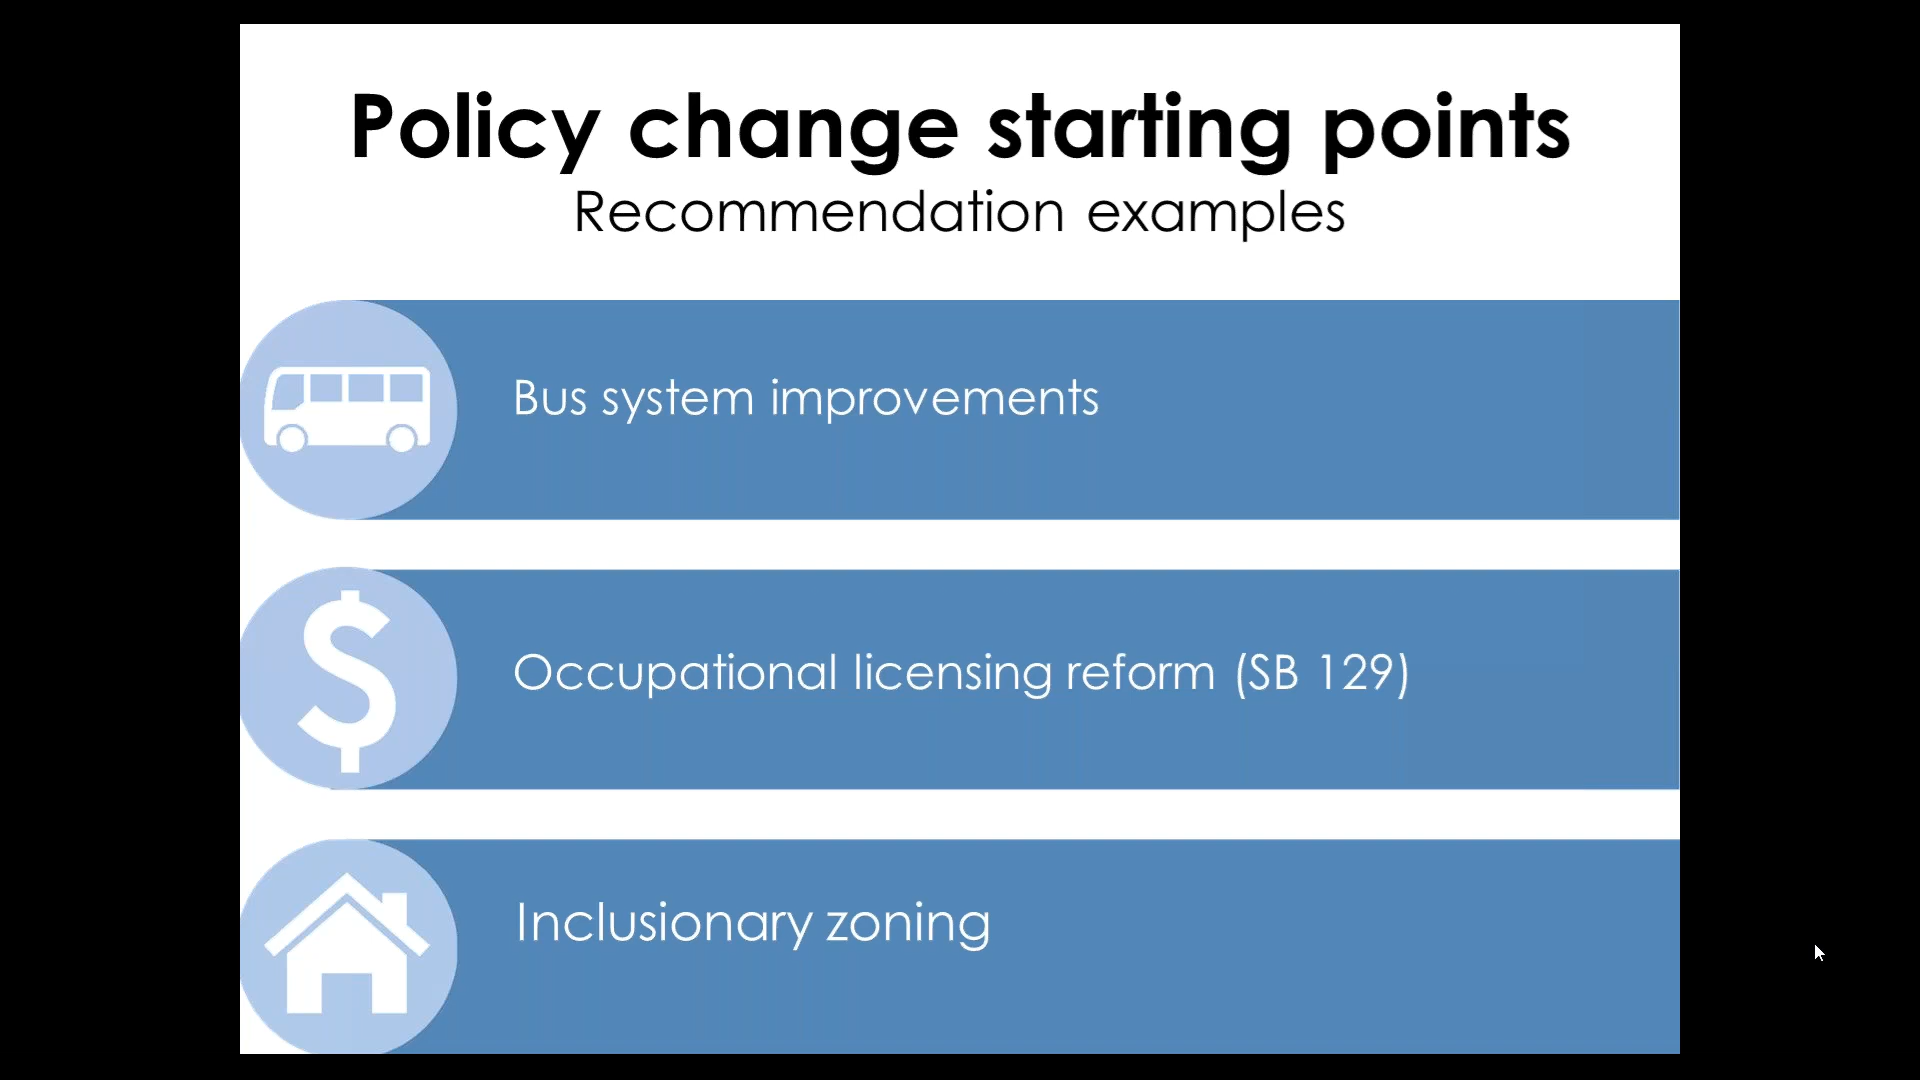 Policy change starting points
Recommendation examples
Bus system improvements
Occupational licensing reform (SB 129)
Inclusionary zoning